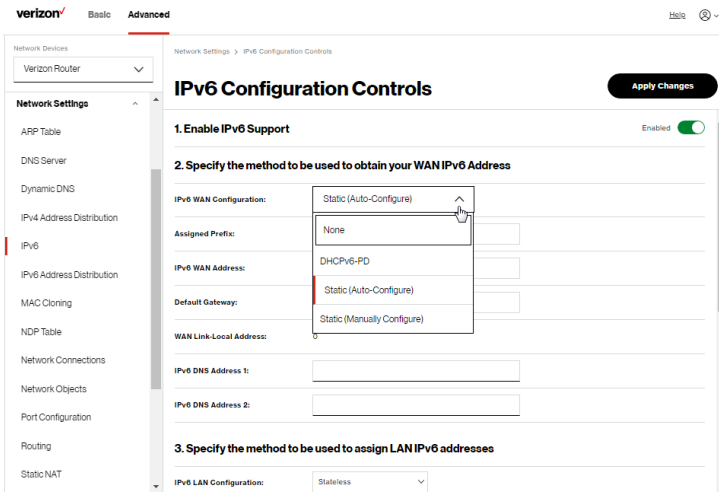 verizon✓ Basic Advanced Help
Network Devices
Verizon Router
Network Settings
ARP Table
DNS Server
Dynamic DNS
IPv4 Address Distribution
IPv6
IPv6 Address Distribution
MAC Cloning
NDP Table
Network Connections
Network Objects
Port Configuration
Routing
Static NAT
Network Settings > IPv6 Configuration Controls
IPv6 Configuration Controls
Apply Changes
1. Enable IPv6 Support
Enabled
2. Specify the method to be used to obtain your WAN IPv6 Address
IPv6 WAN Configuration: Static (Auto-Configure)
None
DHCPv6-PD
Static (Auto-Configure)
Static (Manually Configure)
Assigned Prefix:
IPv6 WAN Address:
Default Gateway:
WAN Link-Local Address:
IPv6 DNS Address 1:
IPv6 DNS Address 2:
3. Specify the method to be used to assign LAN IPv6 addresses
IPv6 LAN Configuration: Stateless